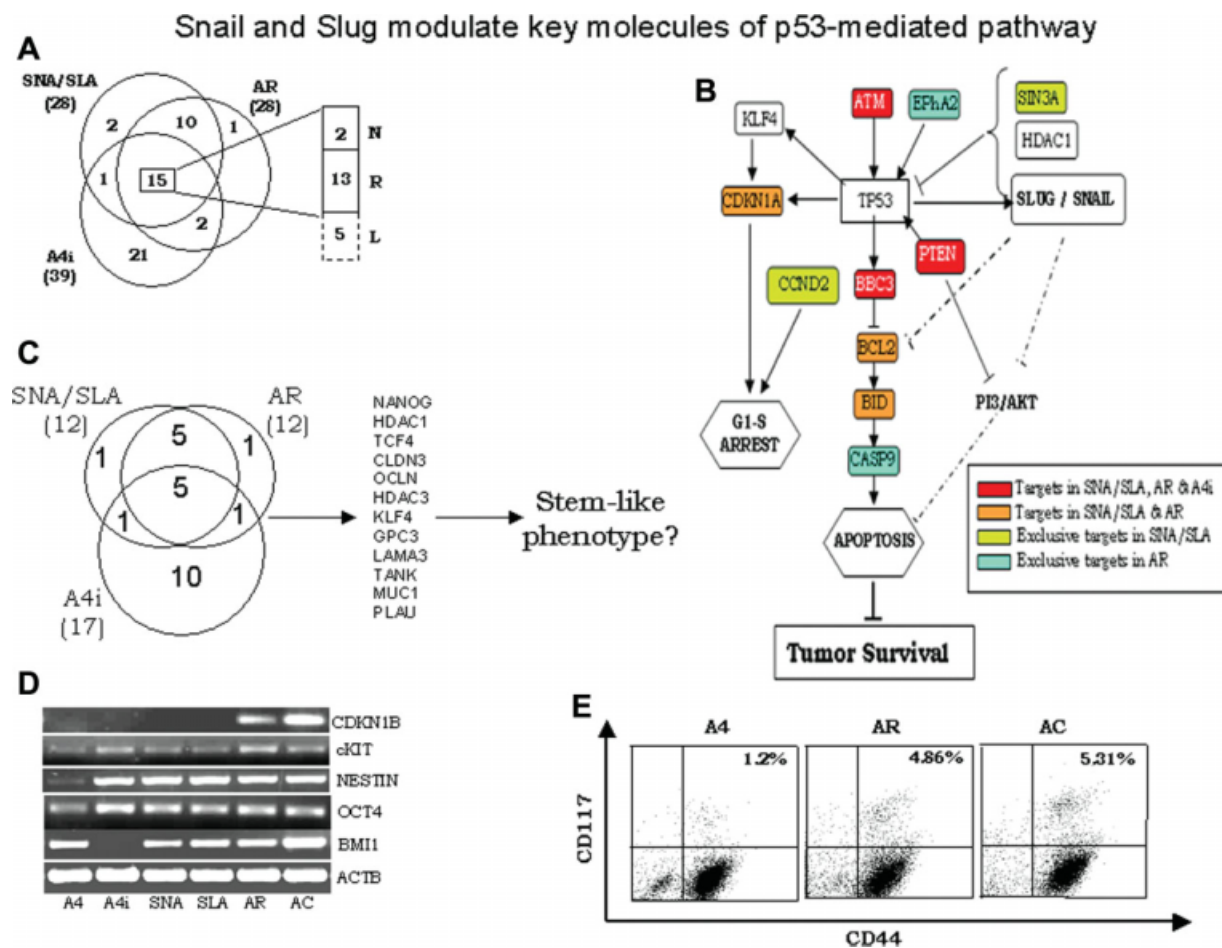 Snail and Slug modulate key molecules of p53-mediated pathway
A
SNA/SLA
(28)
AR
(28)
2
10
1
1
15
2
21
A4i
(39)
2 N
13 R
5 L
B
KLF4
ATM
EPhA2
SIN3A
HDAC1
CDKN1A
TP53
SLUG / SNAIL
PTEN
CCND2
BBC3
BCL2
BID
PI3/AKT
G1-S
ARREST
CASP9
APOPTOSIS
Tumor Survival
Targets in SNA/SLA, AR & A4i
Targets in SNA/SLA & AR
Exclusive targets in SNA/SLA
Exclusive targets in AR
C
SNA/SLA
(12)
AR
(12)
1
5
1
5
1
1
10
A4i
(17)
NANOG
HDAC1
TCF4
CLDN3
OCLN
HDAC3
KLF4
GPC3
LAMA3
TANK
MUC1
PLAU
Stem-like
phenotype?
D
CDKN1B
cKIT
NESTIN
OCT4
BMI1
ACTB
A4 A4i SNA SLA AR AC
E
A4 AR AC
1.2% 4.86% 5.31%
CD117
CD44